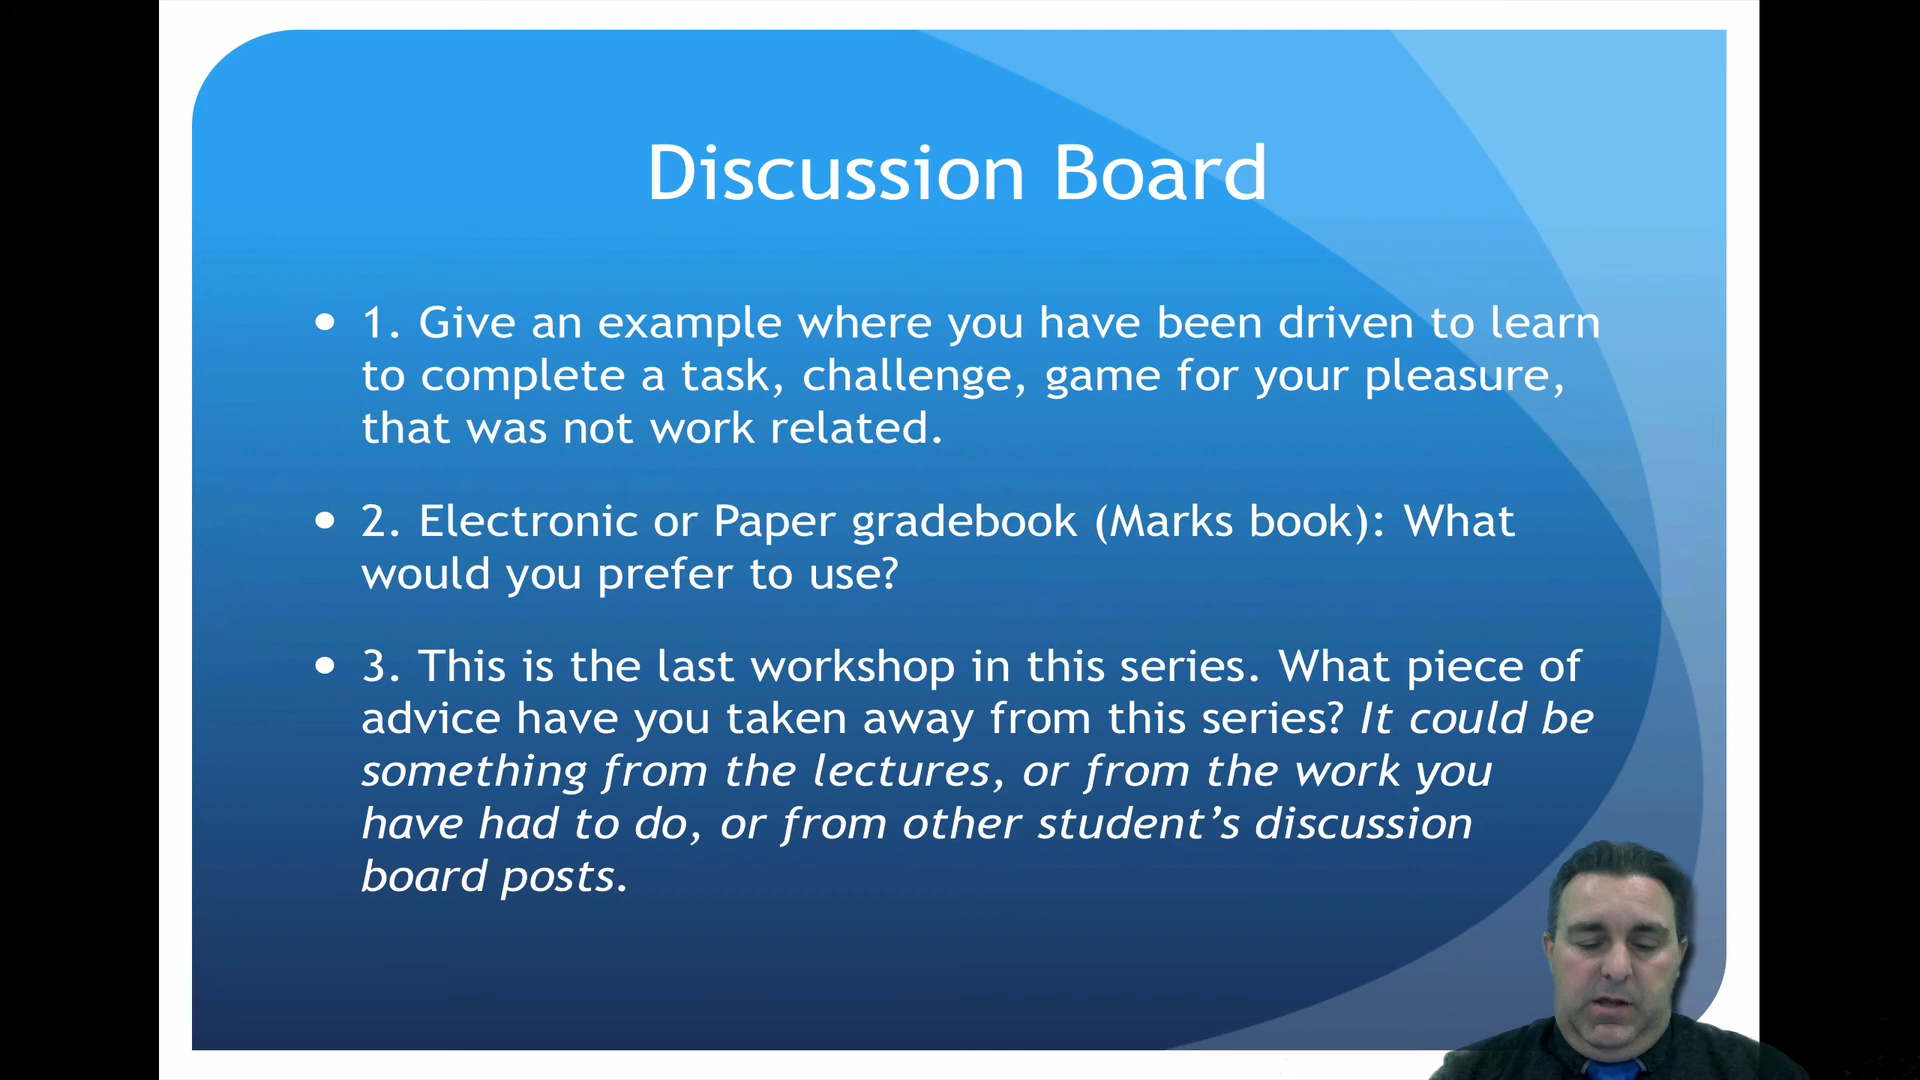 Discussion Board
• 1. Give an example where you have been driven to learn
to complete a task, challenge, game for your pleasure,
that was not work related.
• 2. Electronic or Paper gradebook (Marks book): What
would you prefer to use?
• 3. This is the last workshop in this series. What piece of
advice have you taken away from this series? It could be
something from the lectures, or from the work you
have had to do, or from other student’s discussion
board posts.